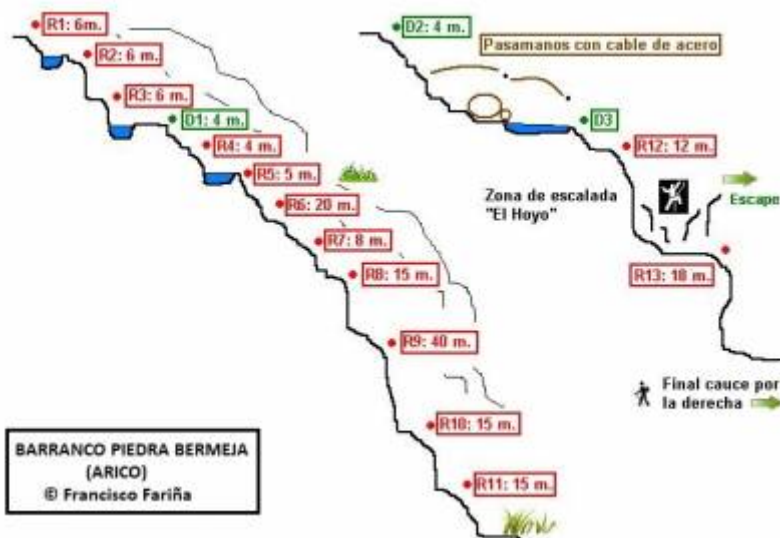 R1: 6m.
R2: 6 m.
R3: 6 m.
D1: 4 m.
R4: 4 m.
R5: 5 m.
R6: 20 m.
R7: 8 m.
R8: 15 m.
R9: 40 m.
R10: 15 m.
R11: 15 m.
BARRANCO PIEDRA BERMEJA
(ARICO)
© Francisco Fariña
D2: 4 m.
Pasamanos con cable de acero
D3
R12: 12 m.
Zona de escalada
"El Hoyo"
Escape
R13: 18 m.
Final cauce por
la derecha